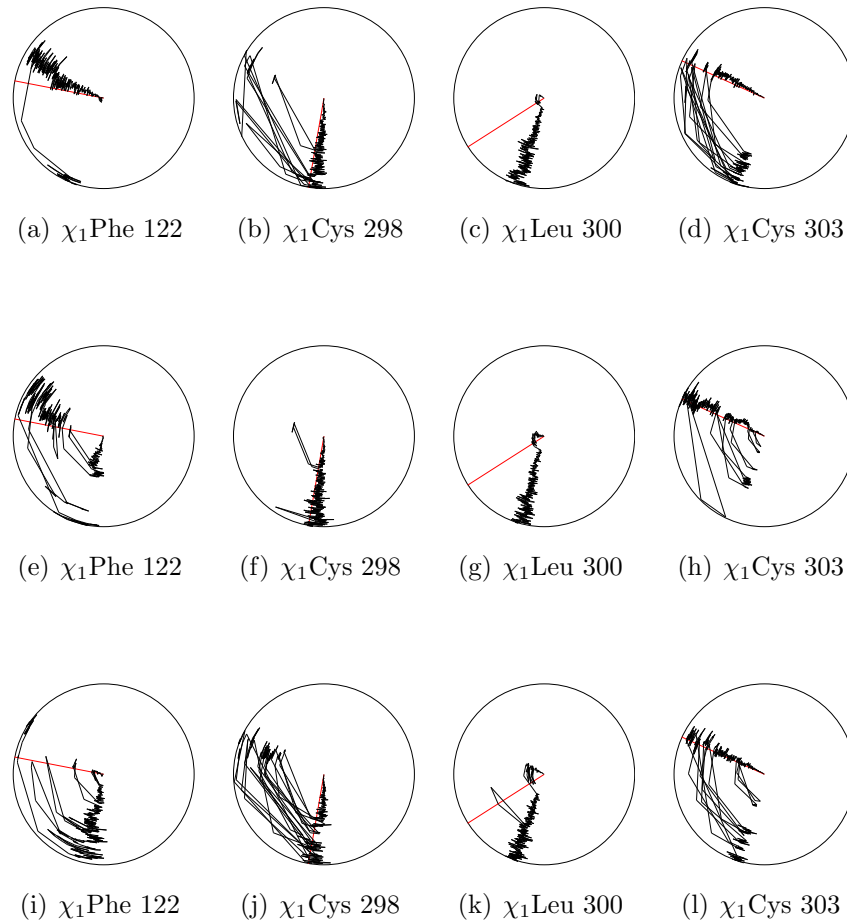 (a) χ₁Phe 122 (b) χ₁Cys 298 (c) χ₁Leu 300 (d) χ₁Cys 303
(e) χ₁Phe 122 (f) χ₁Cys 298 (g) χ₁Leu 300 (h) χ₁Cys 303
(i) χ₁Phe 122 (j) χ₁Cys 298 (k) χ₁Leu 300 (l) χ₁Cys 303